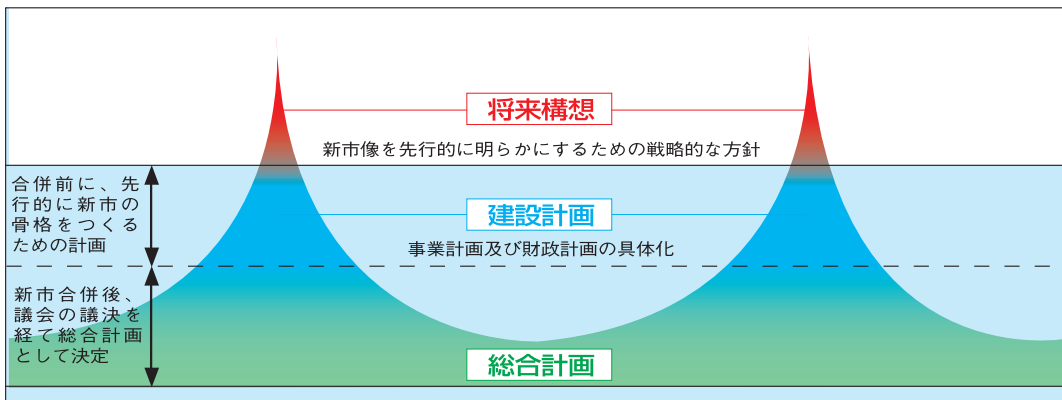 将来構想
新市像を先行的に明らかにするための戦略的な方針
合併前に、先
行的に新市の
骨格をつくる
ための計画
建設計画
事業計画及び財政計画の具体化
新市合併後、
議会の議決を
経て総合計画
として決定
総合計画